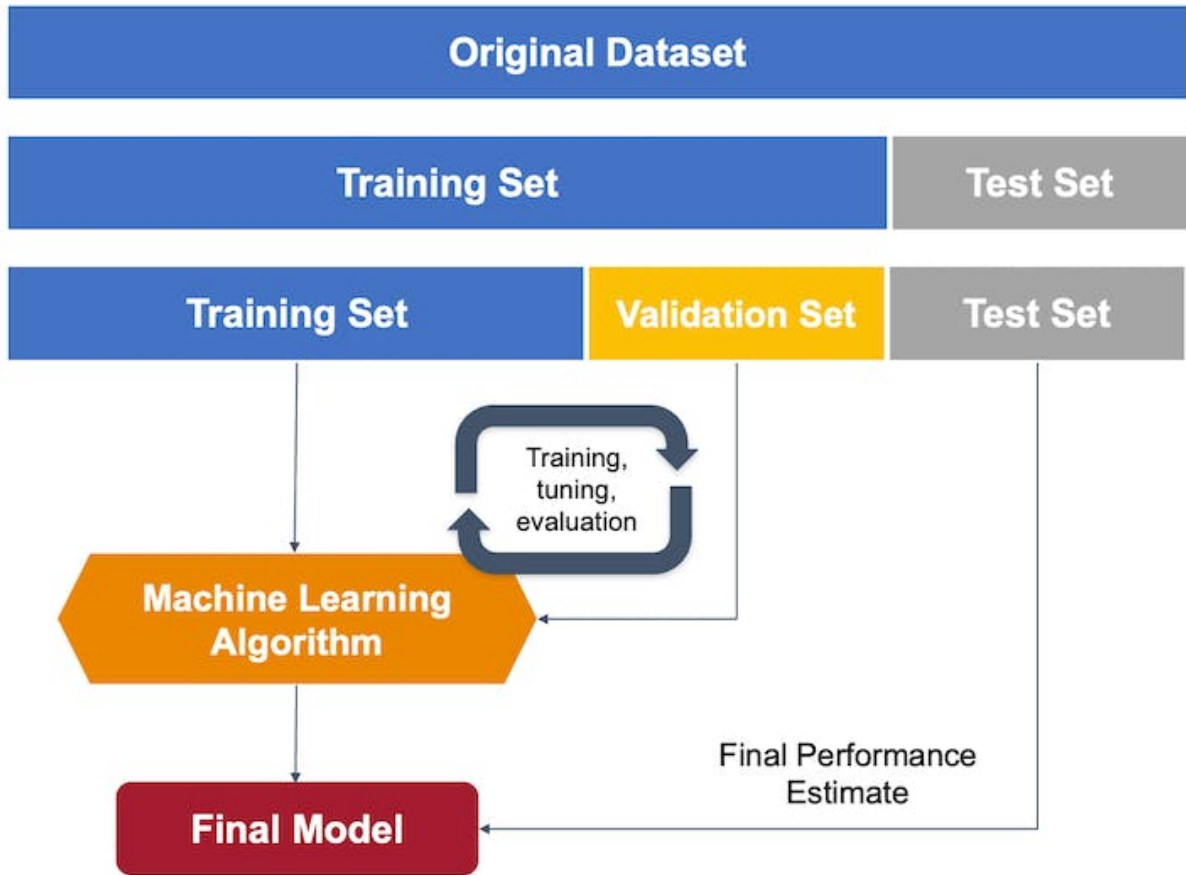 Original Dataset
Training Set
Test Set
Training Set
Validation Set
Test Set
Training,
tuning,
evaluation
Machine Learning
Algorithm
Final Performance
Estimate
Final Model